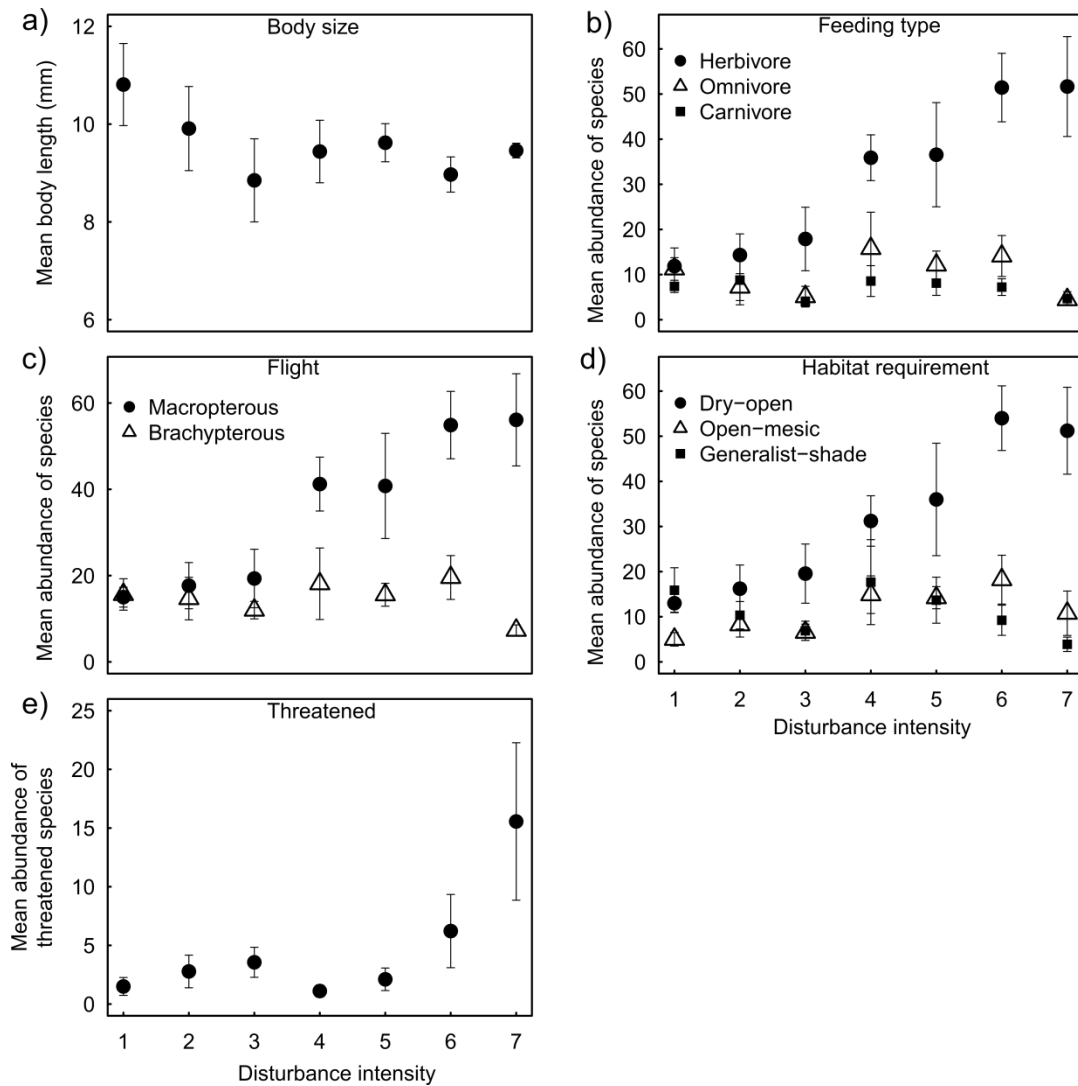 a)
Body size
Mean body length (mm)
12
10
8
6
b)
Feeding type
Herbivore
Omnivore
Carnivore
Mean abundance of species
60
50
40
30
20
10
0
c)
Flight
Macropterous
Brachypterous
Mean abundance of species
60
40
20
0
d)
Habitat requirement
Dry−open
Open−mesic
Generalist−shade
Mean abundance of species
60
50
40
30
20
10
0
1 2 3 4 5 6 7
Disturbance intensity
e)
Threatened
Mean abundance of
threatened species
25
20
15
10
5
0
1 2 3 4 5 6 7
Disturbance intensity